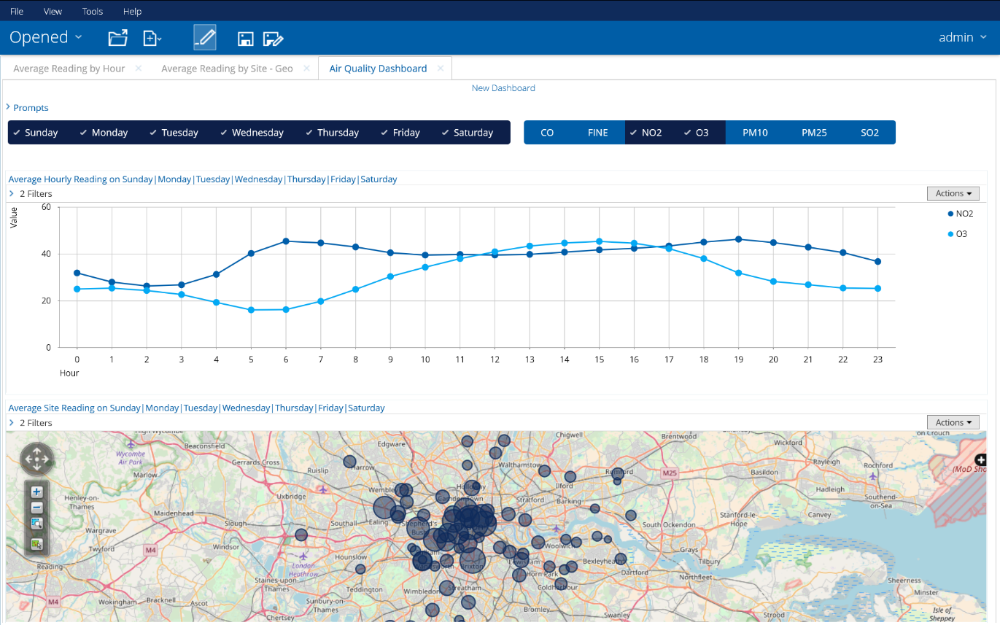 File View Tools Help
Opened admin
Average Reading by Hour Average Reading by Site - Geo Air Quality Dashboard
New Dashboard
Prompts
Sunday Monday Tuesday Wednesday Thursday Friday Saturday CO FINE NO2 O3 PM10 PM25 SO2
Average Hourly Reading on Sunday|Monday|Tuesday|Wednesday|Thursday|Friday|Saturday
2 Filters Actions
Value
60
40
20
0
NO2
O3
0 1 2 3 4 5 6 7 8 9 10 11 12 13 14 15 16 17 18 19 20 21 22 23
Hour
Average Site Reading on Sunday|Monday|Tuesday|Wednesday|Thursday|Friday|Saturday
2 Filters Actions
High Wycombe
on Crouch
Chigwell
Brentwood
Beaconsfield
Edgware
Wickford
Wycombe
Air Park
Gerrards Cross
Harrow
Walthamstow
Rayleigh
Rochford
Marlow
Ruislip
Romford
M25
Basildon
(MoD Sho
Ilford
Hadleigh
Uxbridge
Stratford
Barking
Southend-
on-Sea
Henley-on-
Thames
Maidenhead
Stanford-le-
Hope
Canvey
Slough
Southall
Ealing
Shepherd's
Bush
South Ockendon
Wargrave
Windsor
Woolwich
Twyford
M4
Grays
Hounslow
Tilbury
Reading
London
Heathrow
Brixton
Lewisham
Bexleyheath
Dartford
Horn Park
Northfleet
Staines-upon-
Thames
Teddington
Wimbledon
Streatham
Coldharbour
Sheerness
M4
Wokingham
Bracknell
Ascot
Sunbury-on-
Thames
Minster
Chertsey
Bromley
Swanley
Strood
Isle of
Sheppey